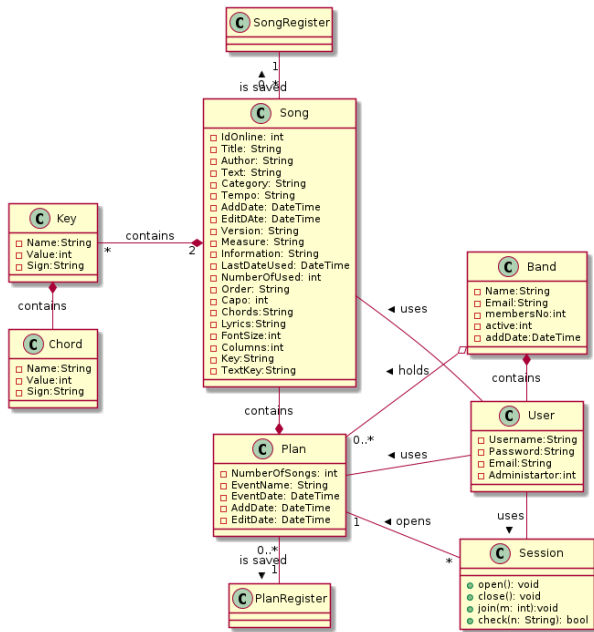 C SongRegister
1
is saved
0..*
C Song
IdOnline: int
Title: String
Author: String
Text: String
Category: String
Tempo: String
AddDate: DateTime
EditDAte: DateTime
Version: String
Measure: String
Information: String
LastDateUsed: DateTime
NumberOfUsed: int
Order: String
Capo: int
Chords:String
Lyrics:String
FontSize:int
Columns:int
Key:String
TextKey:String
C Key
Name:String
Value:int
Sign:String
contains
*
2
contains
C Chord
Name:String
Value:int
Sign:String
C Band
Name:String
Email:String
membersNo:int
active:int
addDate:DateTime
uses
holds
contains
contains
0..*
C User
Username:String
Password:String
Email:String
Administartor:int
C Plan
NumberOfSongs: int
EventName: String
EventDate: DateTime
AddDate: DateTime
EditDate: DateTime
uses
1
opens
*
uses
C Session
open(): void
close(): void
join(m: int):void
check(n: String): bool
0..*
is saved
1
C PlanRegister